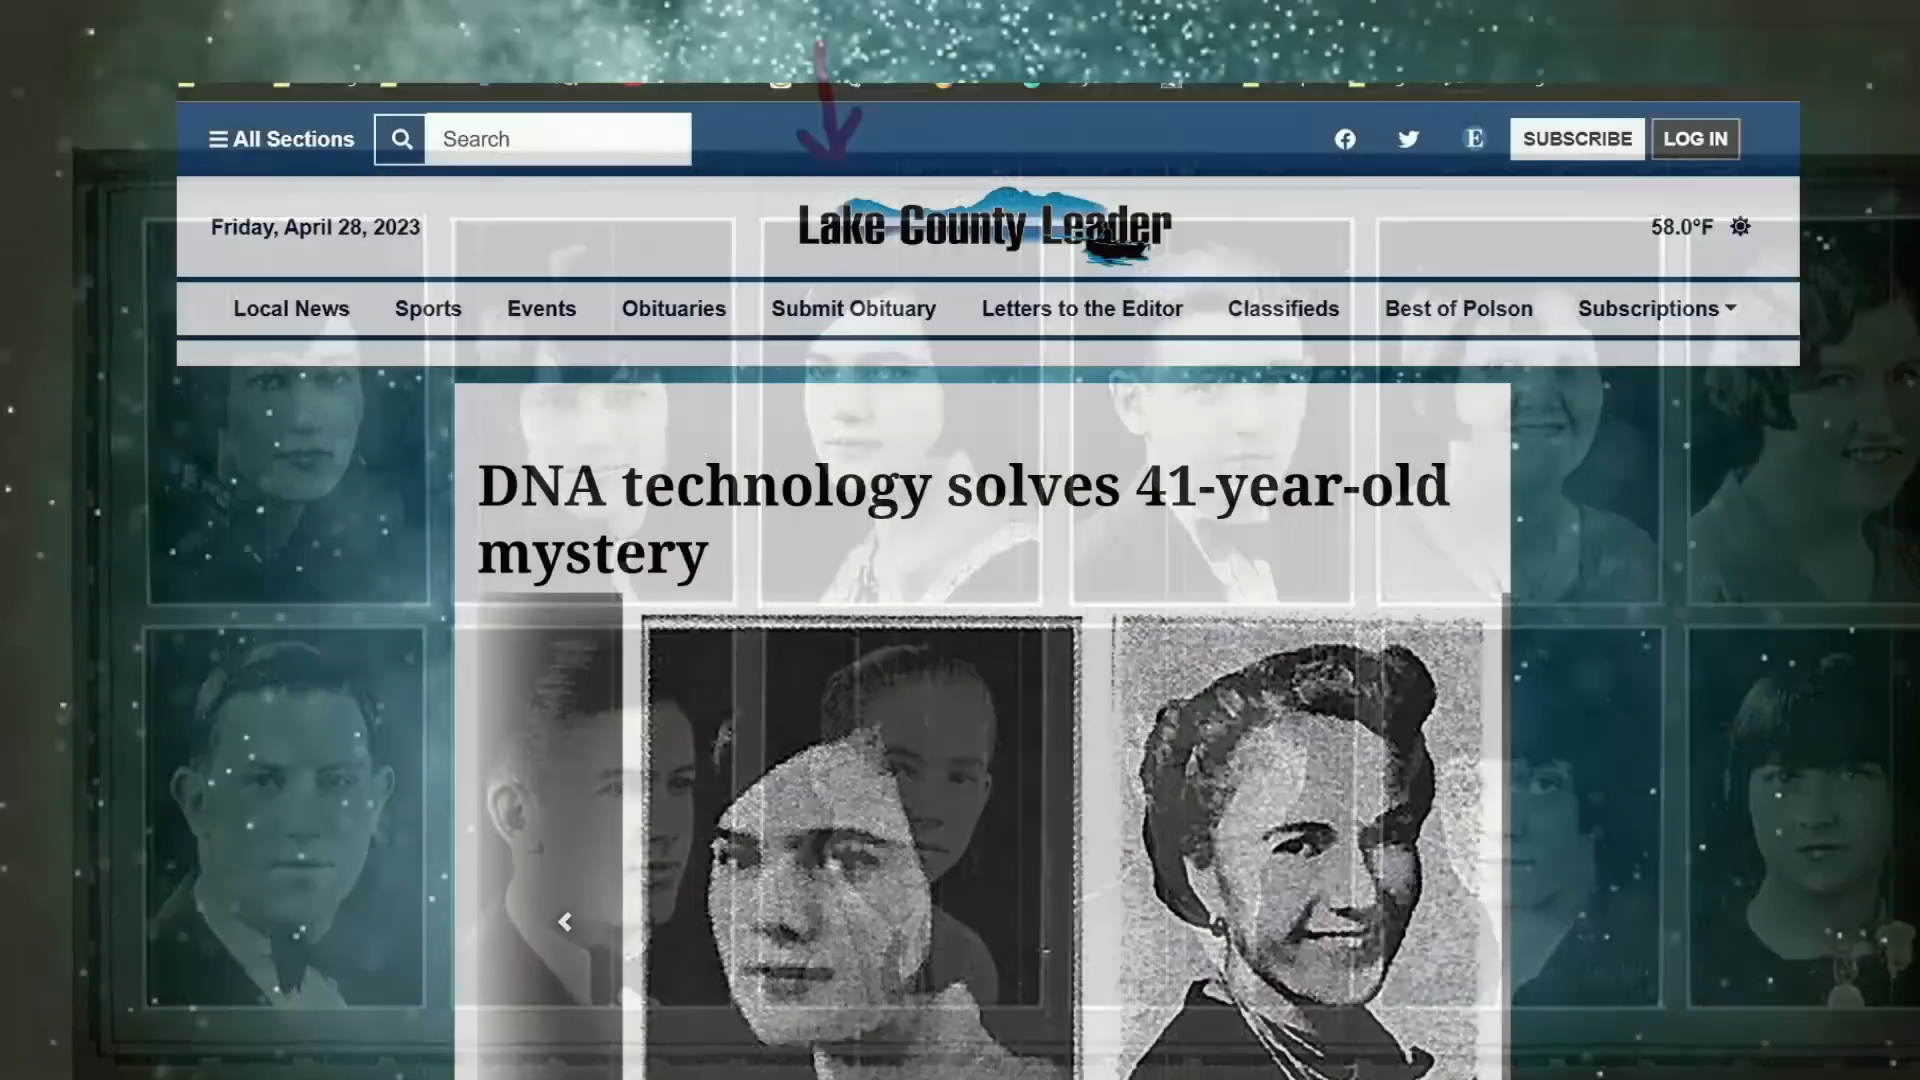 All Sections
Search
E
SUBSCRIBE
LOG IN
Friday, April 28, 2023
Lake County Leader
58.0°F
Local News
Sports
Events
Obituaries
Submit Obituary
Letters to the Editor
Classifieds
Best of Polson
Subscriptions
DNA technology solves 41-year-old
mystery